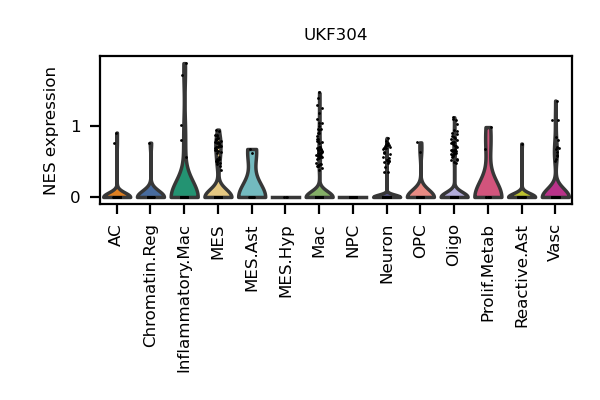 UKF304
NES expression
1
0
AC
Chromatin.Reg
Inflammatory.Mac
MES
MES.Ast
MES.Hyp
Mac
NPC
Neuron
OPC
Oligo
Prolif.Metab
Reactive.Ast
Vasc